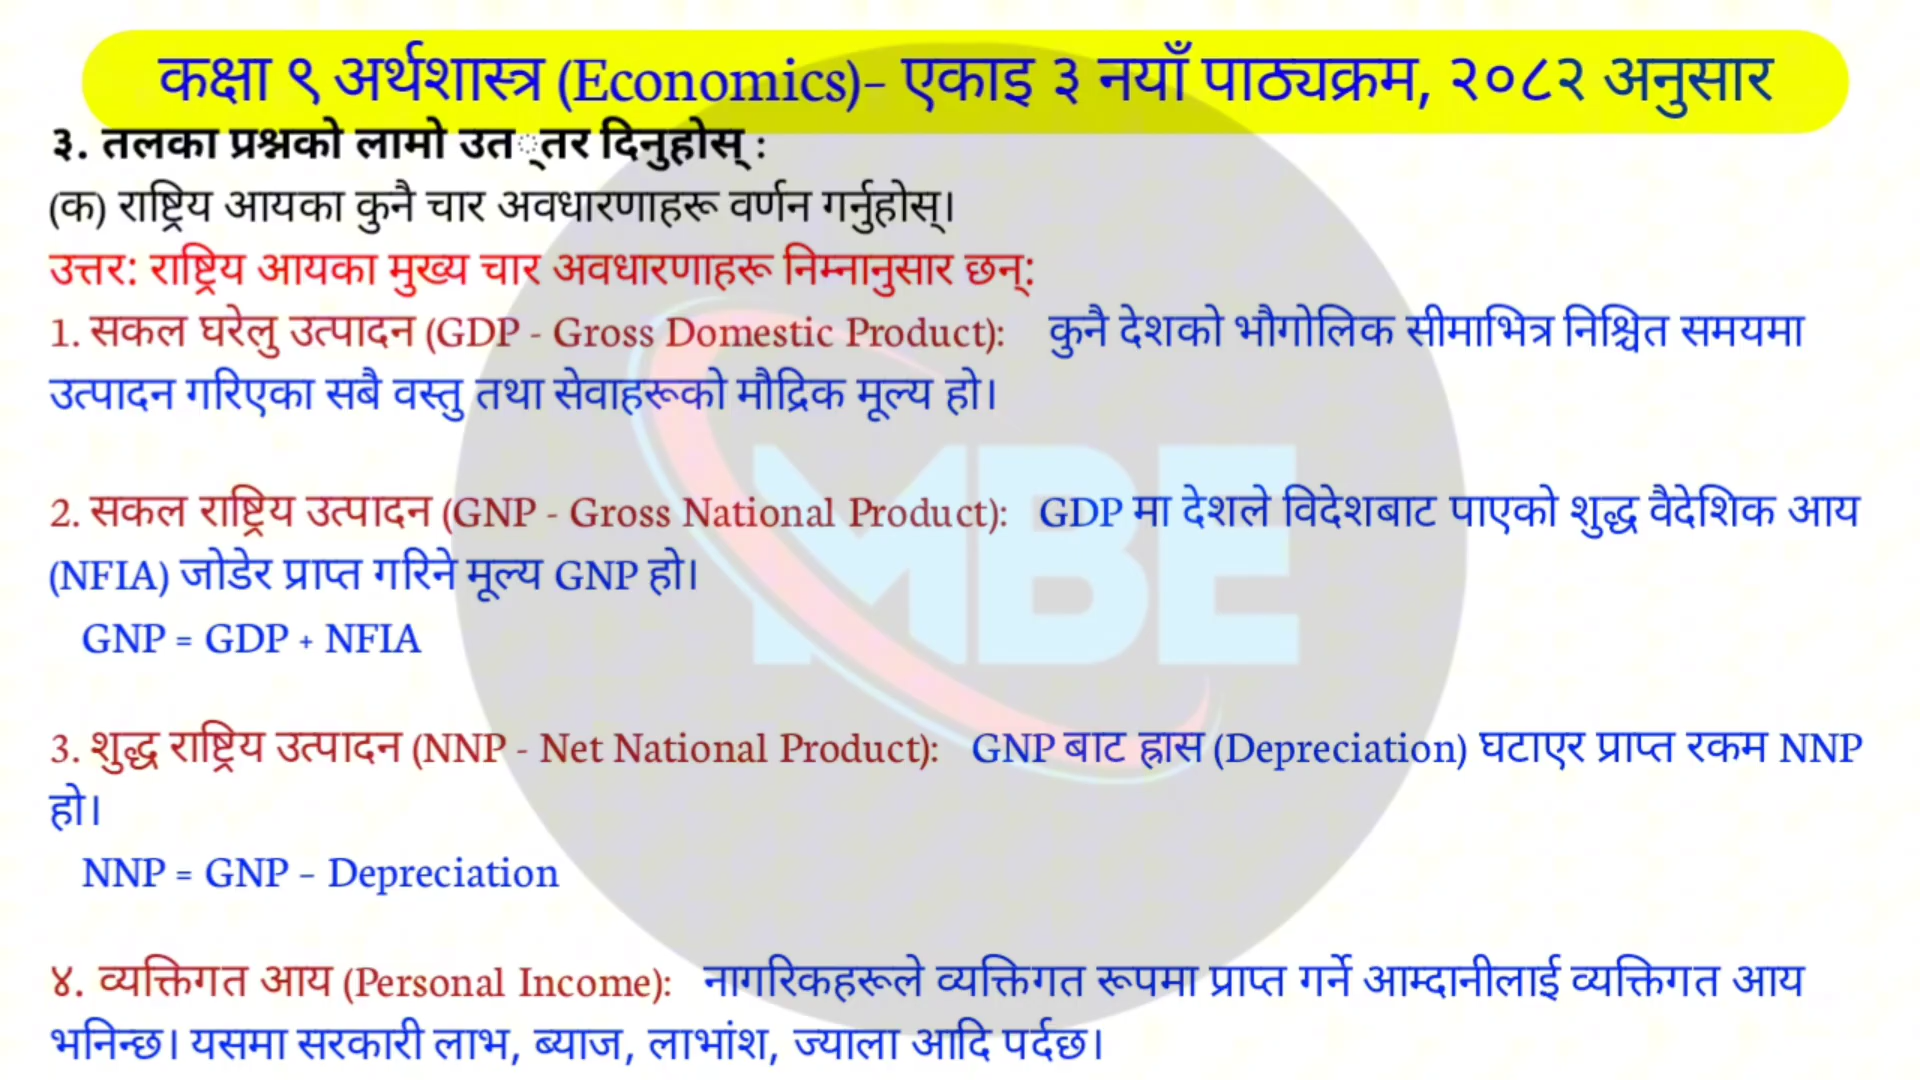 कक्षा ९ अर्थशास्त्र (Economics)– एकाइ ३ नयाँ पाठ्यक्रम, २०८२ अनुसार
३. तलका प्रश्नको लामो उत ्तर दिनुहोस् :
(क) राष्ट्रिय आयका कुनै चार अवधारणाहरू वर्णन गर्नुहोस्।
उत्तर: राष्ट्रिय आयका मुख्य चार अवधारणाहरू निम्नानुसार छन्:
1. सकल घरेलु उत्पादन (GDP - Gross Domestic Product): कुनै देशको भौगोलिक सीमाभित्र निश्चित समयमा
उत्पादन गरिएका सबै वस्तु तथा सेवाहरूको मौद्रिक मूल्य हो।
2. सकल राष्ट्रिय उत्पादन (GNP - Gross National Product): GDP मा देशले विदेशबाट पाएको शुद्ध वैदेशिक आय
(NFIA) जोडेर प्राप्त गरिने मूल्य GNP हो।
GNP = GDP + NFIA
3. शुद्ध राष्ट्रिय उत्पादन (NNP - Net National Product): GNP बाट ह्रास (Depreciation) घटाएर प्राप्त रकम NNP
हो।
NNP = GNP – Depreciation
४. व्यक्तिगत आय (Personal Income): नागरिकहरूले व्यक्तिगत रूपमा प्राप्त गर्ने आम्दानीलाई व्यक्तिगत आय
भनिन्छ। यसमा सरकारी लाभ, ब्याज, लाभांश, ज्याला आदि पर्दछ।
MBE